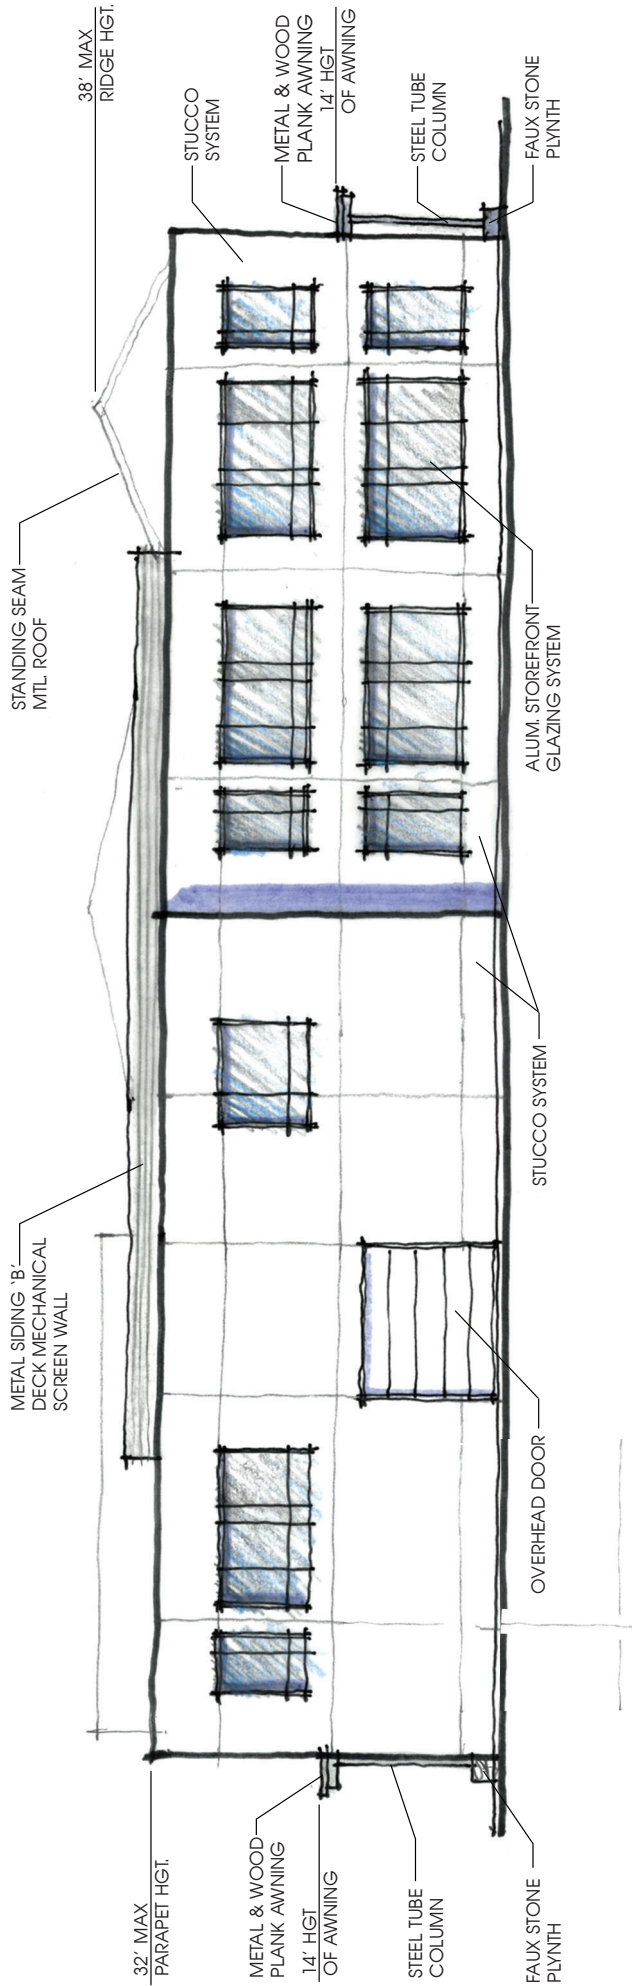 32' MAX
PARAPET HGT.
METAL & WOOD
PLANK AWNING
14' HGT
OF AWNING
STEEL TUBE
COLUMN
FAUX STONE
PLYNTH
METAL SIDING 'B'
DECK MECHANICAL
SCREEN WALL
OVERHEAD DOOR
STUCCO SYSTEM
STANDING SEAM
MTL ROOF
ALUM. STOREFRONT
GLAZING SYSTEM
38' MAX
RIDGE HGT.
STUCCO
SYSTEM
METAL & WOOD
PLANK AWNING
14' HGT
OF AWNING
STEEL TUBE
COLUMN
FAUX STONE
PLYNTH